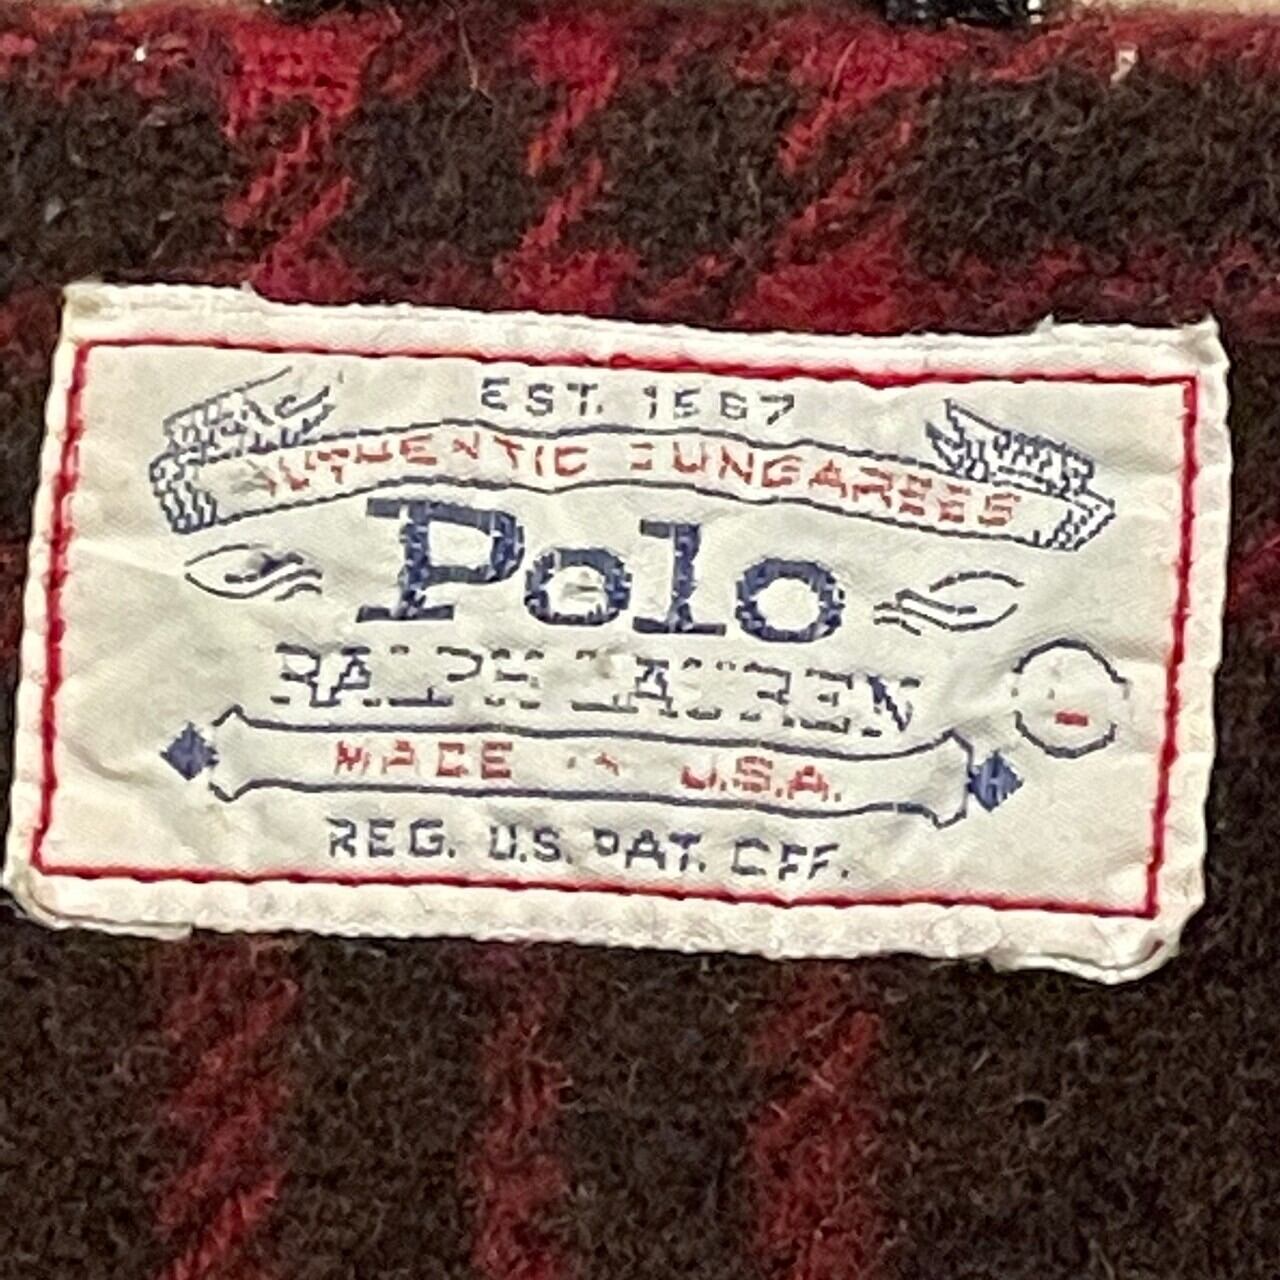 EST. 1967
AUTHENTIC DUNGAREES
Polo
RALPH LAUREN
MADE IN U.S.A.
REG. U.S. PAT. OFF.